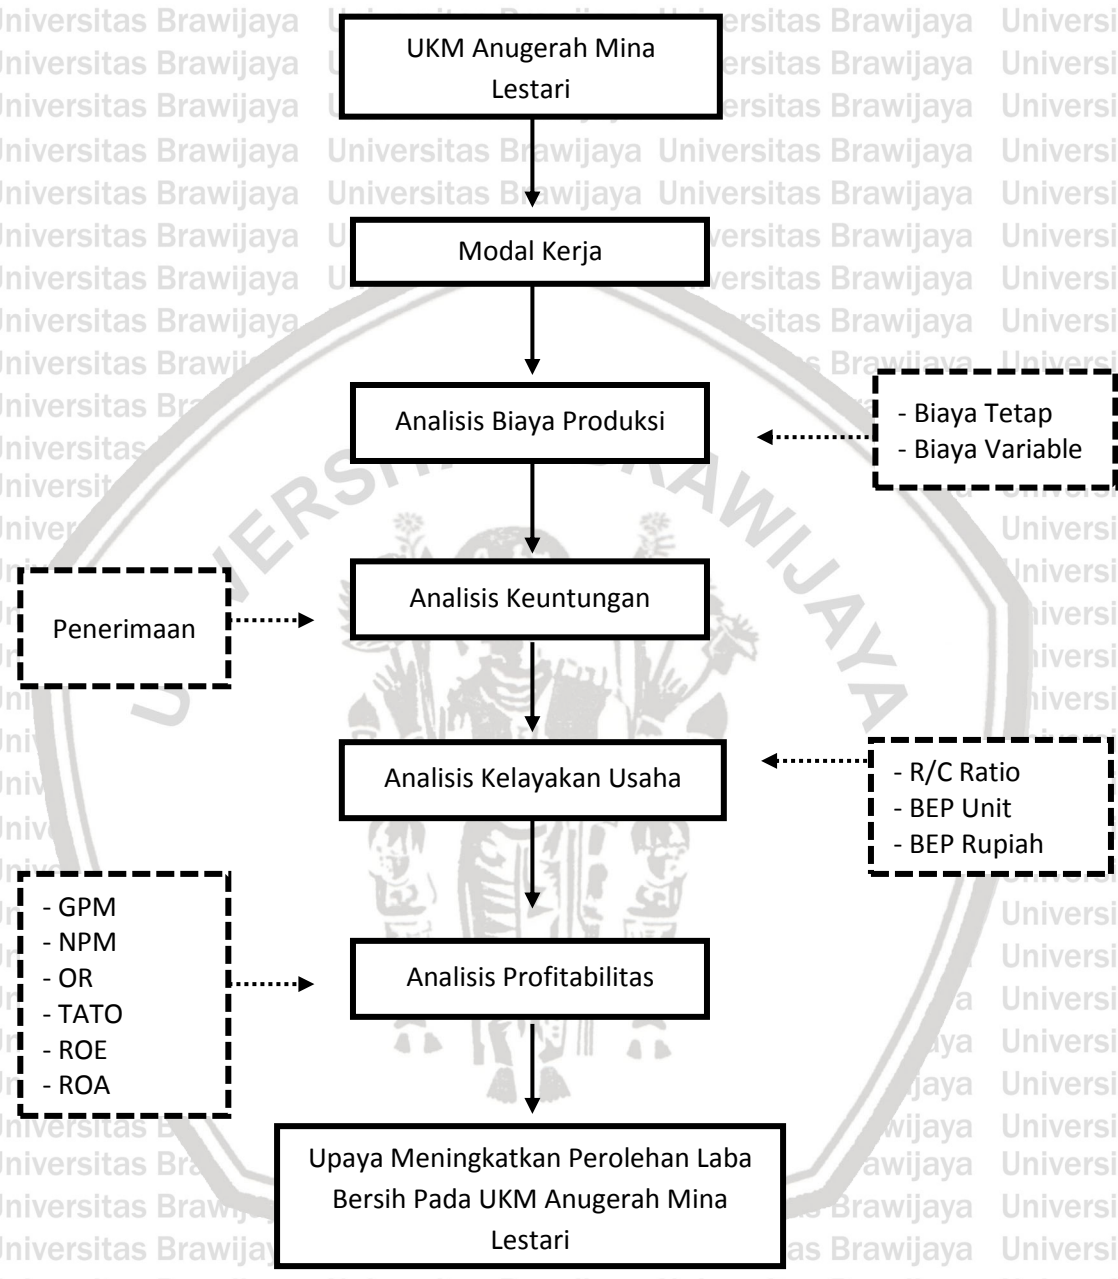 UKM Anugerah Mina
Lestari
Modal Kerja
Analisis Biaya Produksi
- Biaya Tetap
- Biaya Variable
Penerimaan
Analisis Keuntungan
Analisis Kelayakan Usaha
- R/C Ratio
- BEP Unit
- BEP Rupiah
- GPM
- NPM
- OR
- TATO
- ROE
- ROA
Analisis Profitabilitas
Upaya Meningkatkan Perolehan Laba
Bersih Pada UKM Anugerah Mina
Lestari